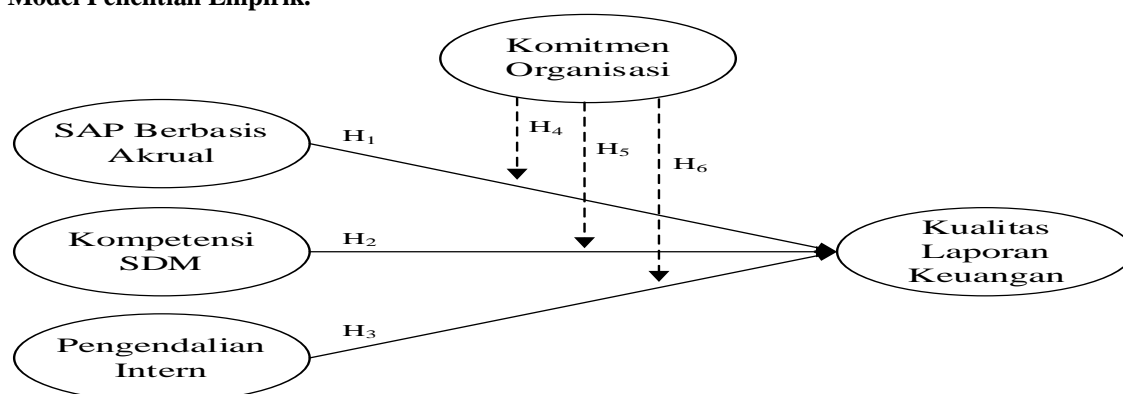 Model Penelitian Empirik.
Komitmen
Organisasi
SAP Berbasis
Akrual
H1
H4
H5
H6
Kompetensi
SDM
H2
Kualitas
Laporan
Keuangan
H3
Pengendalian
Intern